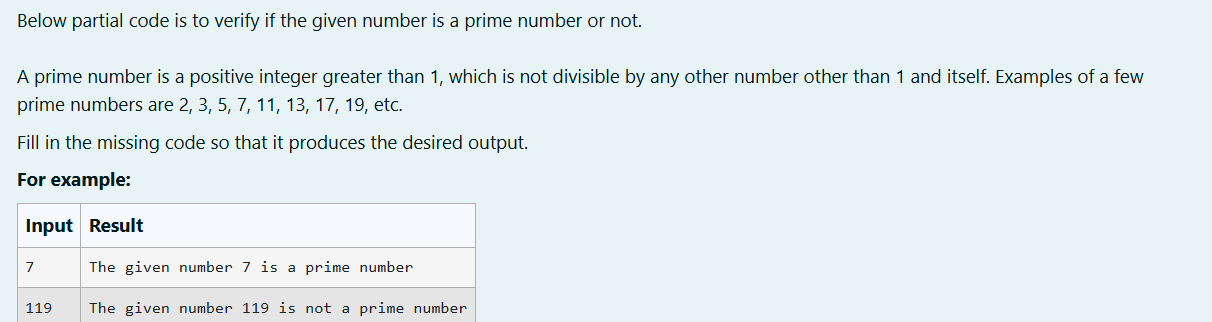 Below partial code is to verify if the given number is a prime number or not.
A prime number is a positive integer greater than 1, which is not divisible by any other number other than 1 and itself. Examples of a few
prime numbers are 2, 3, 5, 7, 11, 13, 17, 19, etc.
Fill in the missing code so that it produces the desired output.
For example:
Input Result
7 The given number 7 is a prime number
119 The given number 119 is not a prime number